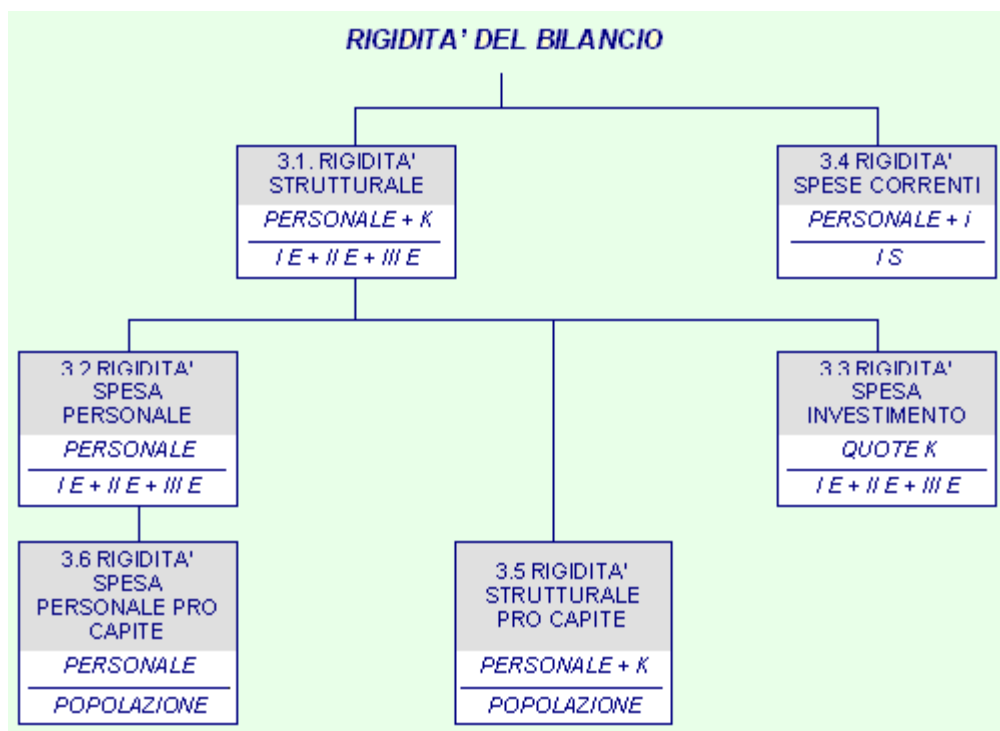 RIGIDITA' DEL BILANCIO
3.1. RIGIDITA'
STRUTTURALE
PERSONALE + K
I E + II E + III E
3.4 RIGIDITA'
SPESE CORRENTI
PERSONALE + i
I S
3.2 RIGIDITA'
SPESA
PERSONALE
PERSONALE
I E + II E + III E
3.3 RIGIDITA'
SPESA
INVESTIMENTO
QUOTE K
I E + II E + III E
3.6 RIGIDITA'
SPESA
PERSONALE PRO
CAPITE
PERSONALE
POPOLAZIONE
3.5 RIGIDITA'
STRUTTURALE
PRO CAPITE
PERSONALE + K
POPOLAZIONE